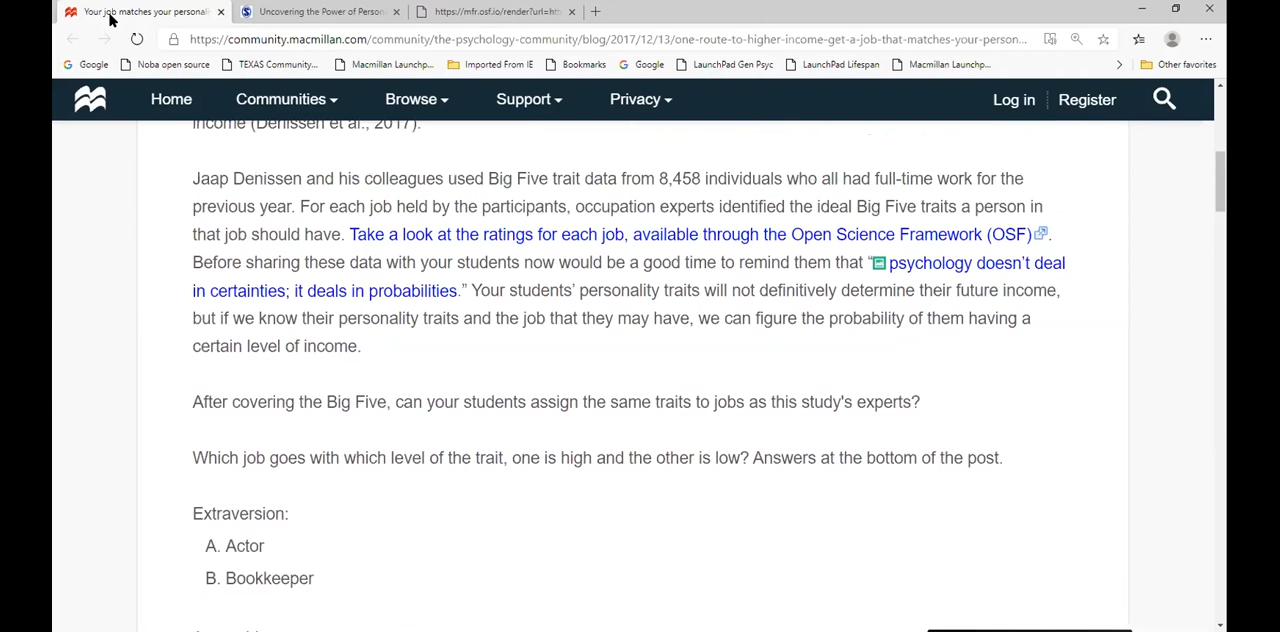 Your job matches your personali
Uncovering the Power of Person
https://mfr.osf.io/render?url=htt
https://community.macmillan.com/community/the-psychology-community/blog/2017/12/13/one-route-to-higher-income-get-a-job-that-matches-your-person...
Google
Noba open source
TEXAS Community...
Macmillan Launchp...
Imported From IE
Bookmarks
Google
LaunchPad Gen Psyc
LaunchPad Lifespan
Macmillan Launchp...
Other favorites
Home
Communities
Browse
Support
Privacy
Log in
Register
income (Denissen et al., 2017).
Jaap Denissen and his colleagues used Big Five trait data from 8,458 individuals who all had full-time work for the
previous year. For each job held by the participants, occupation experts identified the ideal Big Five traits a person in
that job should have. Take a look at the ratings for each job, available through the Open Science Framework (OSF).
Before sharing these data with your students now would be a good time to remind them that “psychology doesn’t deal
in certainties; it deals in probabilities.” Your students’ personality traits will not definitively determine their future income,
but if we know their personality traits and the job that they may have, we can figure the probability of them having a
certain level of income.
After covering the Big Five, can your students assign the same traits to jobs as this study's experts?
Which job goes with which level of the trait, one is high and the other is low? Answers at the bottom of the post.
Extraversion:
A. Actor
B. Bookkeeper